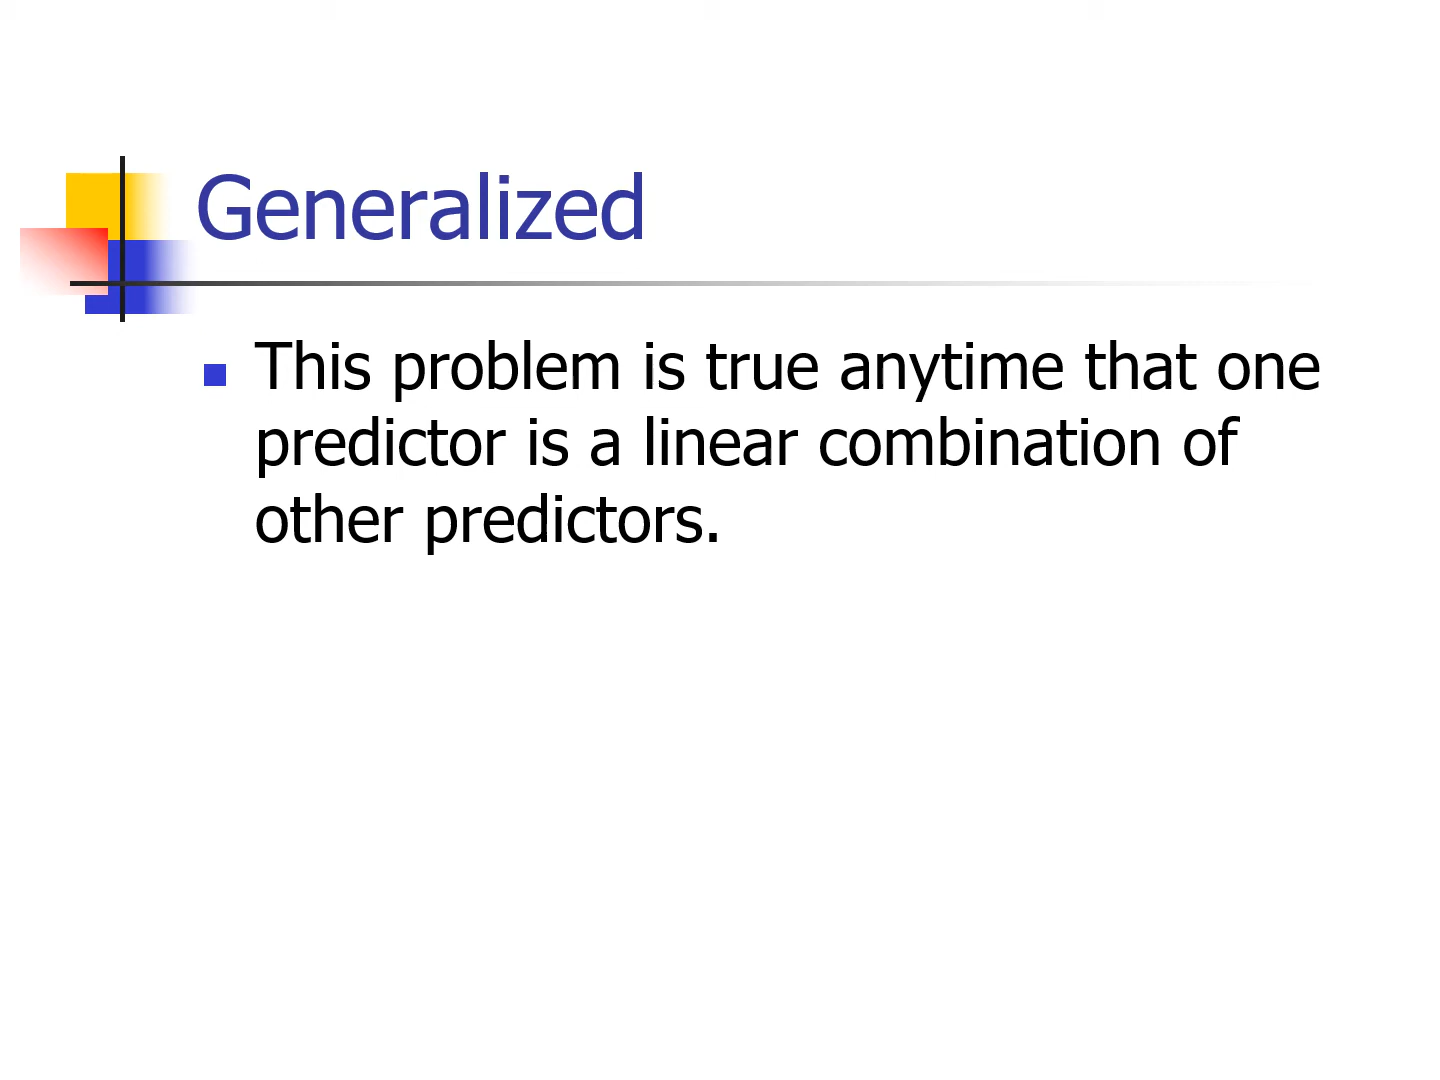 Generalized
This problem is true anytime that one
predictor is a linear combination of
other predictors.